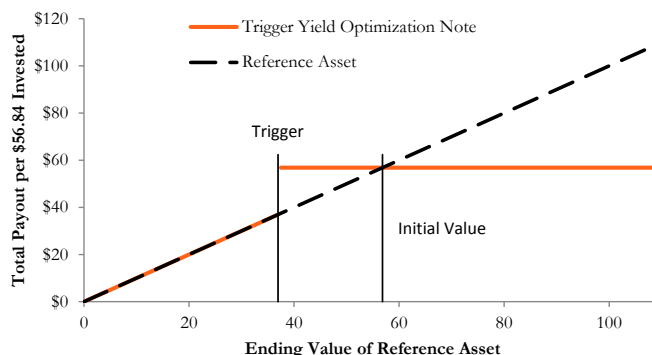 $120
$100
$80
$60
$40
$20
$0
Total Payout per $56.84 Invested
Trigger Yield Optimization Note
Reference Asset
Trigger
Initial Value
0
20
40
60
80
100
Ending Value of Reference Asset